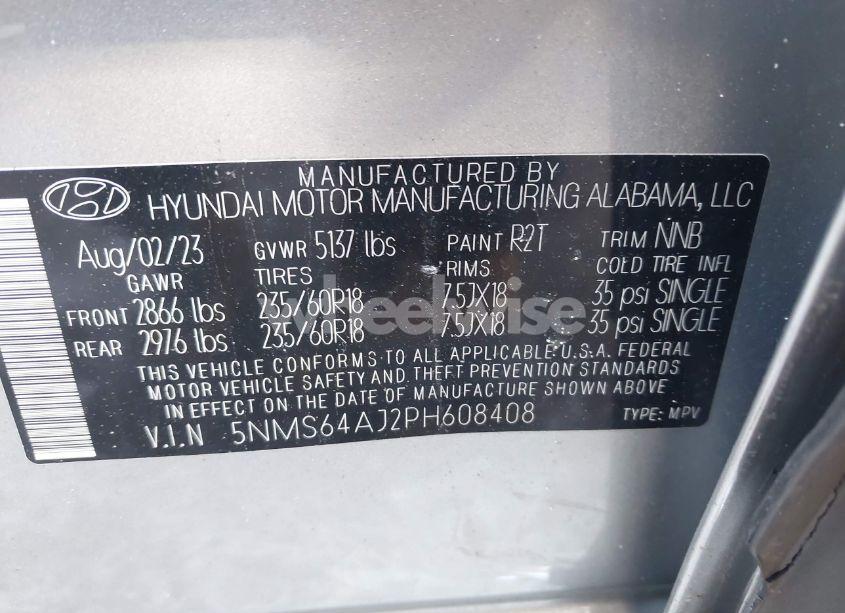 MANUFACTURED BY
HYUNDAI MOTOR MANUFACTURING ALABAMA, LLC
Aug/02/23 GVWR 5137 lbs PAINT R2T TRIM NNB
GAWR TIRES RIMS COLD TIRE INFL
FRONT 2866 lbs 235/60R18 7.5JX18 35 psi SINGLE
REAR 2976 lbs 235/60R18 7.5JX18 35 psi SINGLE
wheelwise
THIS VEHICLE CONFORMS TO ALL APPLICABLE U.S.A. FEDERAL
MOTOR VEHICLE SAFETY AND THEFT PREVENTION STANDARDS
IN EFFECT ON THE DATE OF MANUFACTURE SHOWN ABOVE
V.I.N 5NMS64AJ2PH608408 TYPE: MPV